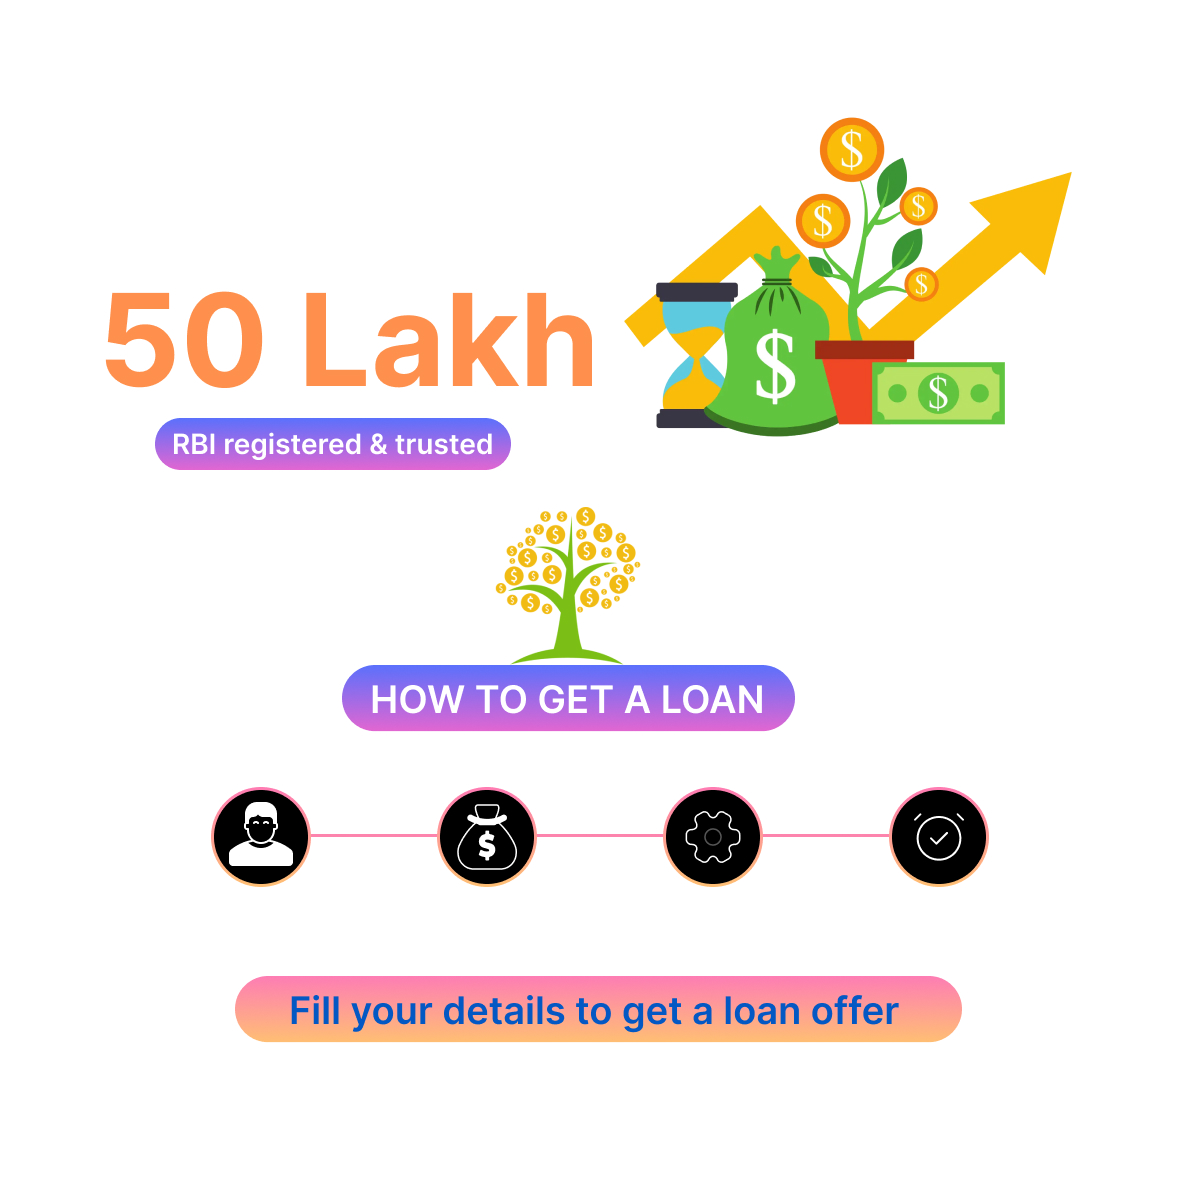 50 Lakh
RBI registered & trusted
HOW TO GET A LOAN
Fill your details to get a loan offer